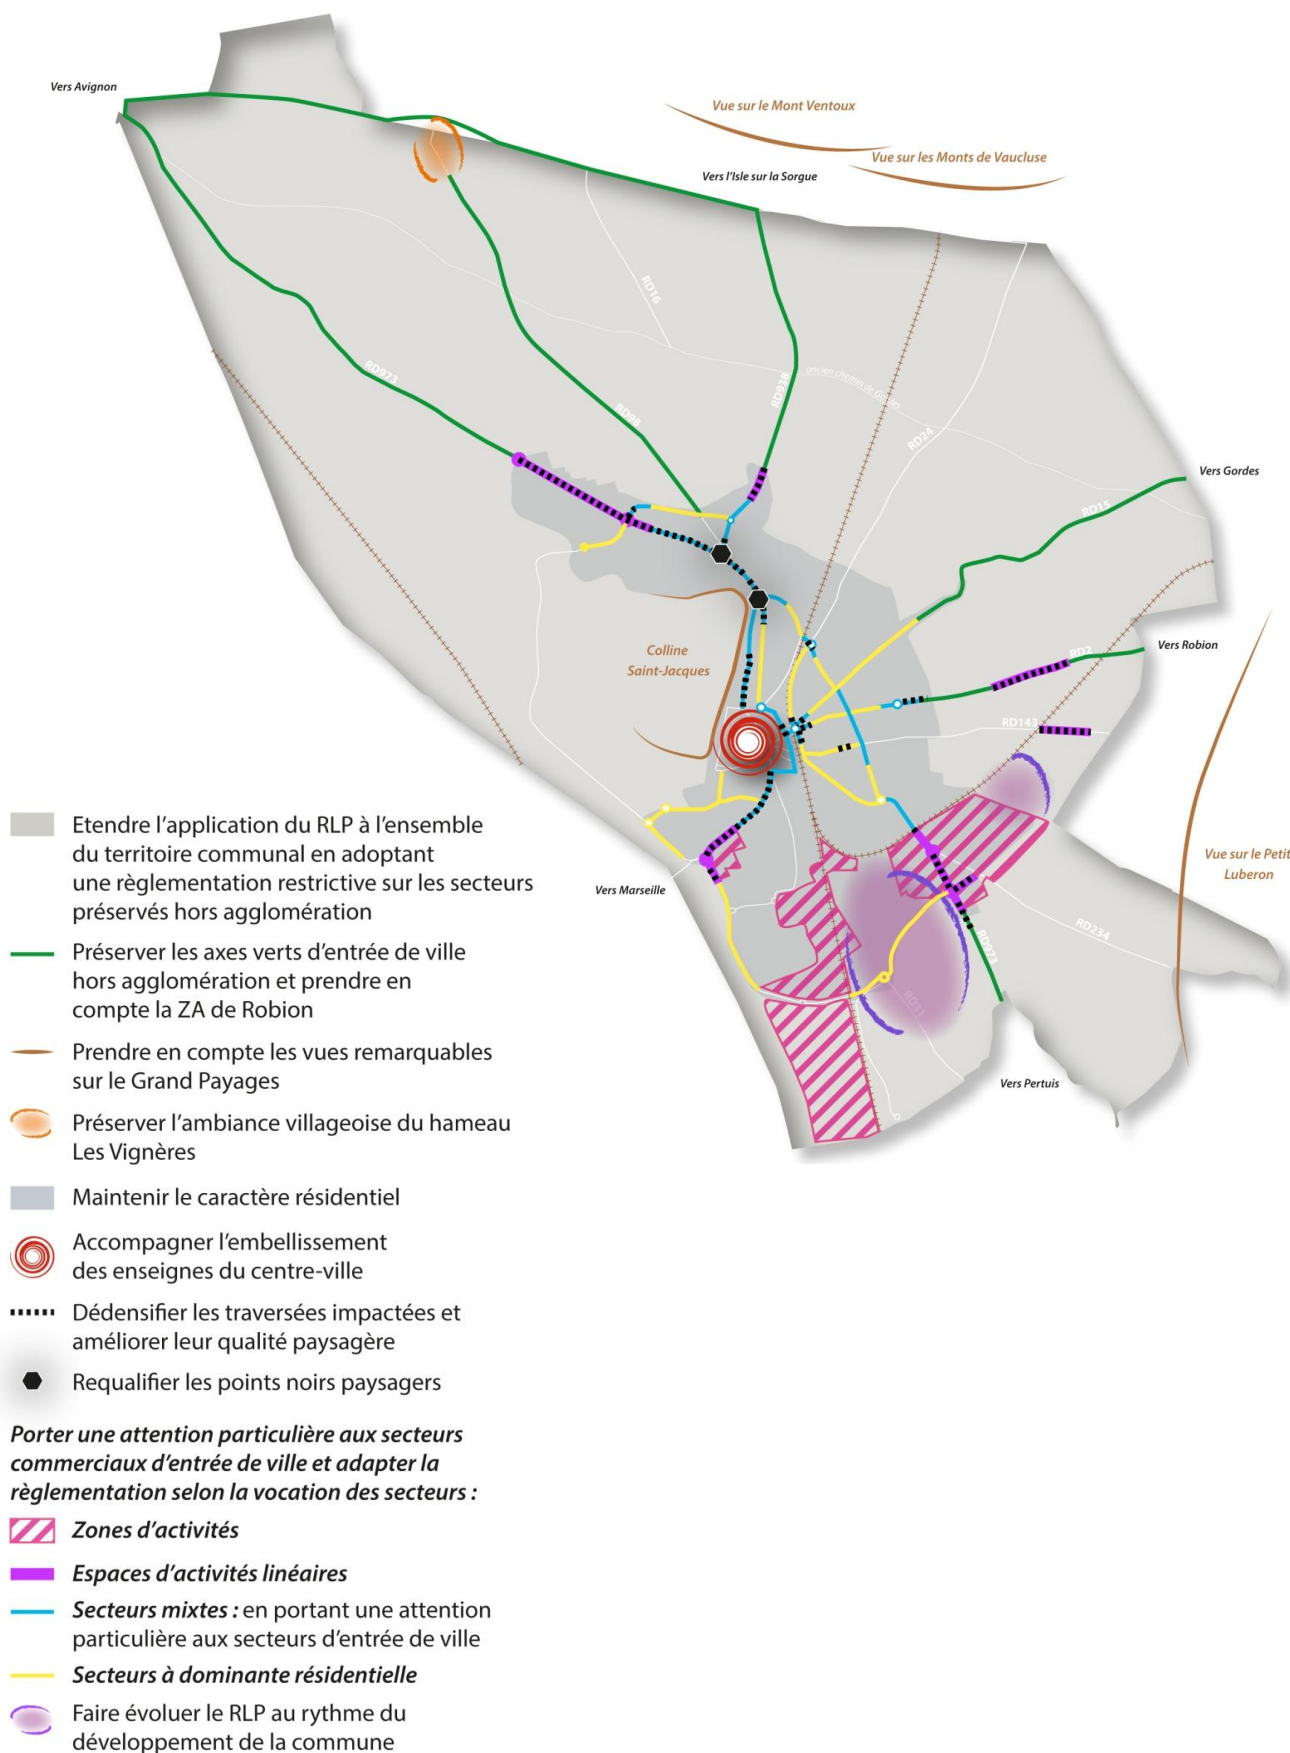 Vers Avignon
Vue sur le Mont Ventoux
Vue sur les Monts de Vaucluse
Vers l'Isle sur la Sorgue
RD16
RD973
RD98
RD938
ancien chemin de Gordes
RD24
Vers Gordes
RD15
Colline
Saint-Jacques
RD2
Vers Robion
RD143
Vue sur le Petit
Luberon
Vers Marseille
RD234
RD973
RD31
Vers Pertuis
Etendre l'application du RLP à l'ensemble
du territoire communal en adoptant
une règlementation restrictive sur les secteurs
préservés hors agglomération
Préserver les axes verts d'entrée de ville
hors agglomération et prendre en
compte la ZA de Robion
Prendre en compte les vues remarquables
sur le Grand Payages
Préserver l'ambiance villageoise du hameau
Les Vignères
Maintenir le caractère résidentiel
Accompagner l'embellissement
des enseignes du centre-ville
Dédensifier les traversées impactées et
améliorer leur qualité paysagère
Requalifier les points noirs paysagers
Porter une attention particulière aux secteurs
commerciaux d'entrée de ville et adapter la
règlementation selon la vocation des secteurs :
Zones d'activités
Espaces d'activités linéaires
Secteurs mixtes : en portant une attention
particulière aux secteurs d'entrée de ville
Secteurs à dominante résidentielle
Faire évoluer le RLP au rythme du
développement de la commune